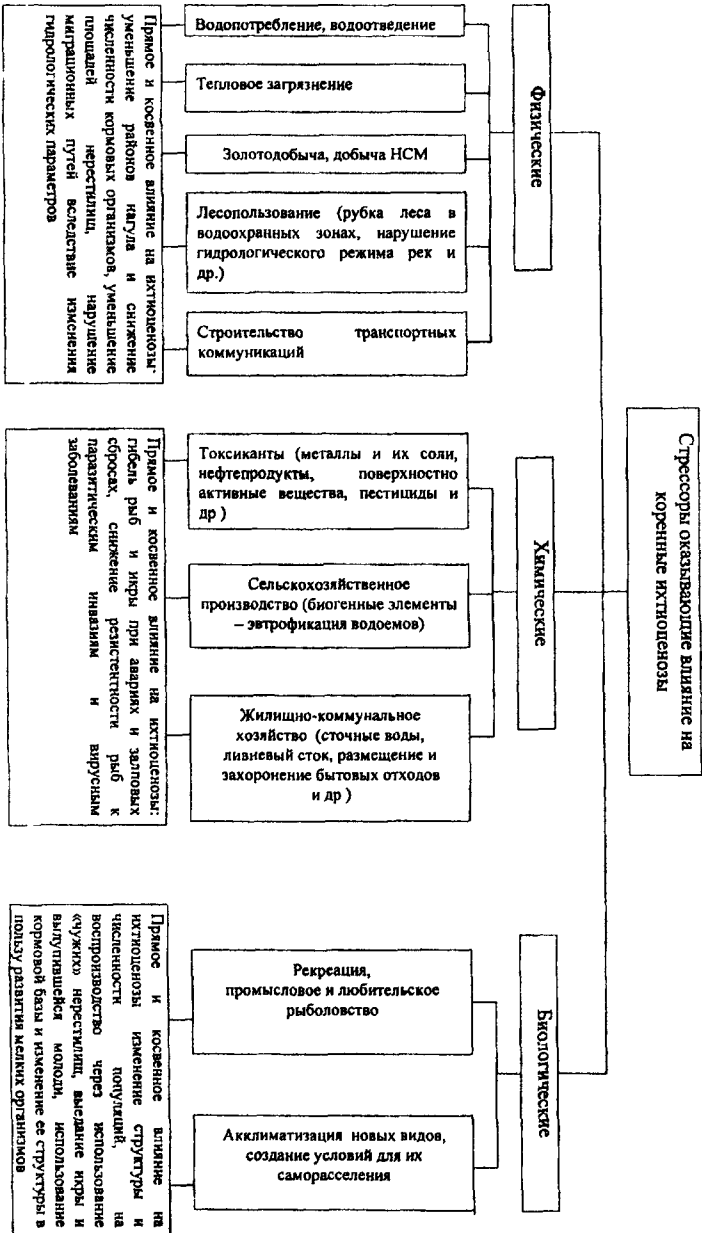 Стрессоры оказывающие влияние на
коренные ихтиоценозы
Физические
Водопотребление, водоотведение
Тепловое загрязнение
Золотодобыча, добыча НСМ
Лесопользование (рубка леса в
водоохранных зонах, нарушение
гидрологического режима рек и
др.)
Строительство транспортных
коммуникаций
Прямое и косвенное влияние на ихтиоценозы·
уменьшение районов нагула и снижение
численности кормовых организмов, уменьшение
площадей нерестилищ, нарушение
миграционных путей вследствие изменения
гидрологических параметров
Химические
Токсиканты (металлы и их соли,
нефтепродукты, поверхностно
активные вещества, пестициды и
др )
Сельскохозяйственное
производство (биогенные элементы
– эвтрофикация водоемов)
Жилищно-коммунальное
хозяйство (сточные воды,
ливневый сток, размещение и
захоронение бытовых отходов
и др )
Прямое и косвенное влияние на ихтиоценозы:
гибель рыб и икры при авариях и залповых
сбросах, снижение резистентности рыб к
паразитическим инвазиям и вирусным
заболеваниям
Биологические
Рекреация,
промысловое и любительское
рыболовство
Акклиматизация новых видов,
создание условий для их
саморасселения
Прямое и косвенное влияние на
ихтиоценозы изменение структуры и
численности популяций, на
воспроизводство через использование
«чужих» нерестилищ, выедание икры и
вылупившейся молоди, использование
кормовой базы и изменение ее структуры в
пользу развития мелких организмов